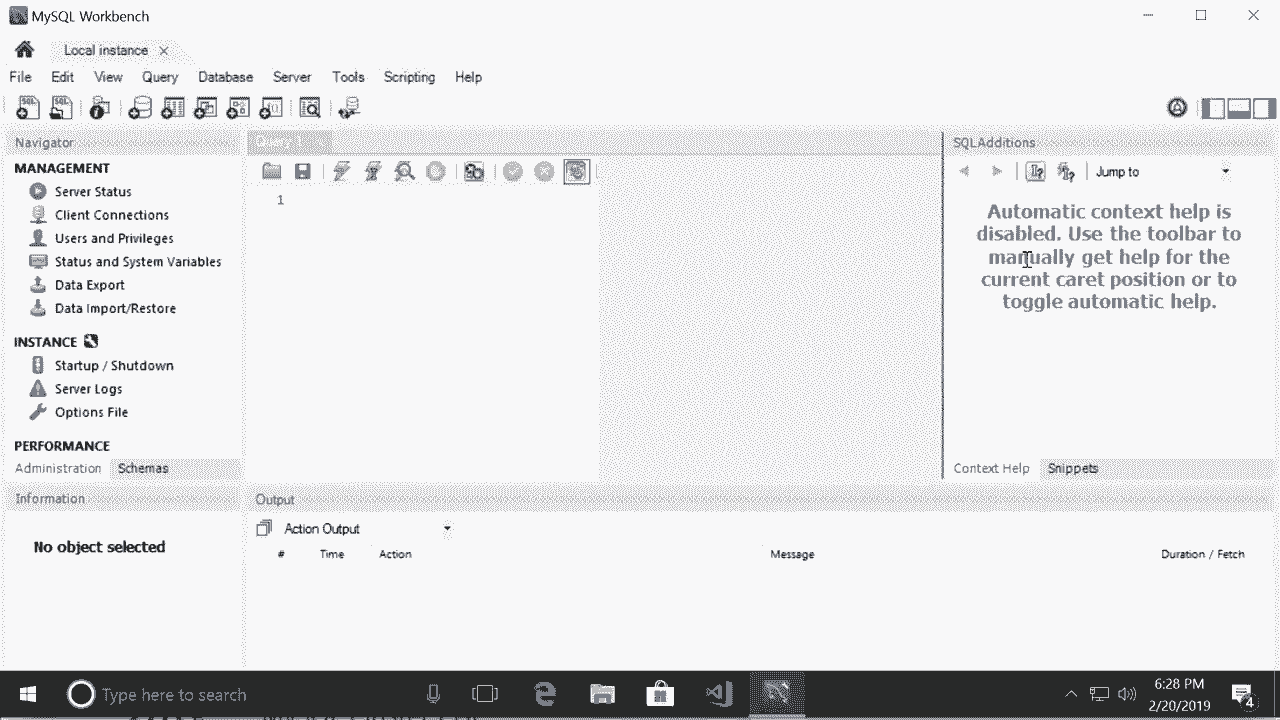 MySQL Workbench
Local instance
File Edit View Query Database Server Tools Scripting Help
Navigator
MANAGEMENT
Server Status
Client Connections
Users and Privileges
Status and System Variables
Data Export
Data Import/Restore
INSTANCE
Startup / Shutdown
Server Logs
Options File
PERFORMANCE
Administration Schemas
Query 1
1
SQLAdditions
Jump to
Automatic context help is
disabled. Use the toolbar to
manually get help for the
current caret position or to
toggle automatic help.
Context Help Snippets
Information
No object selected
Output
Action Output
# Time Action Message Duration / Fetch
Type here to search
6:28 PM
2/20/2019
4